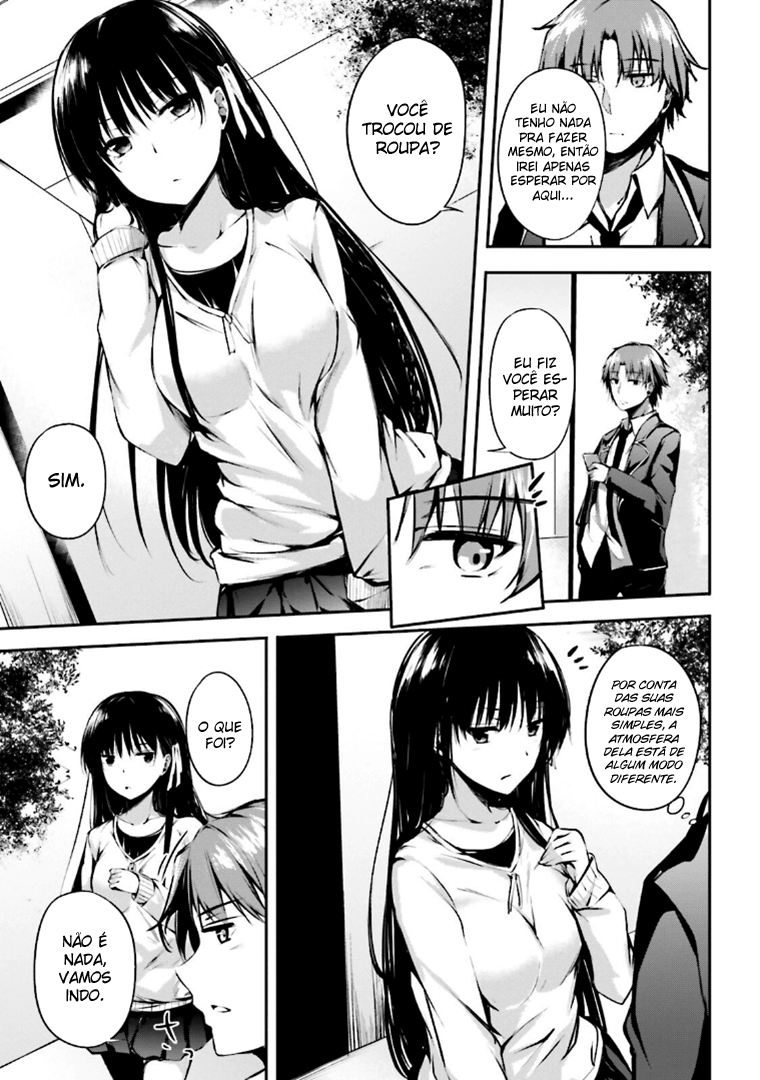 EU NÃO
TENHO NADA
PRA FAZER
MESMO, ENTÃO
IREI APENAS
ESPERAR POR
AQUI...
EU FIZ
VOCÊ ES-
PERAR
MUITO?
VOCÊ
TROCOU DE
ROUPA?
SIM.
POR CONTA
DAS SUAS
ROUPAS MAIS
SIMPLES, A
ATMOSFERA
DELA ESTÁ DE
ALGUM MODO
DIFERENTE.
O QUE
FOI?
NÃO É
NADA,
VAMOS
INDO.